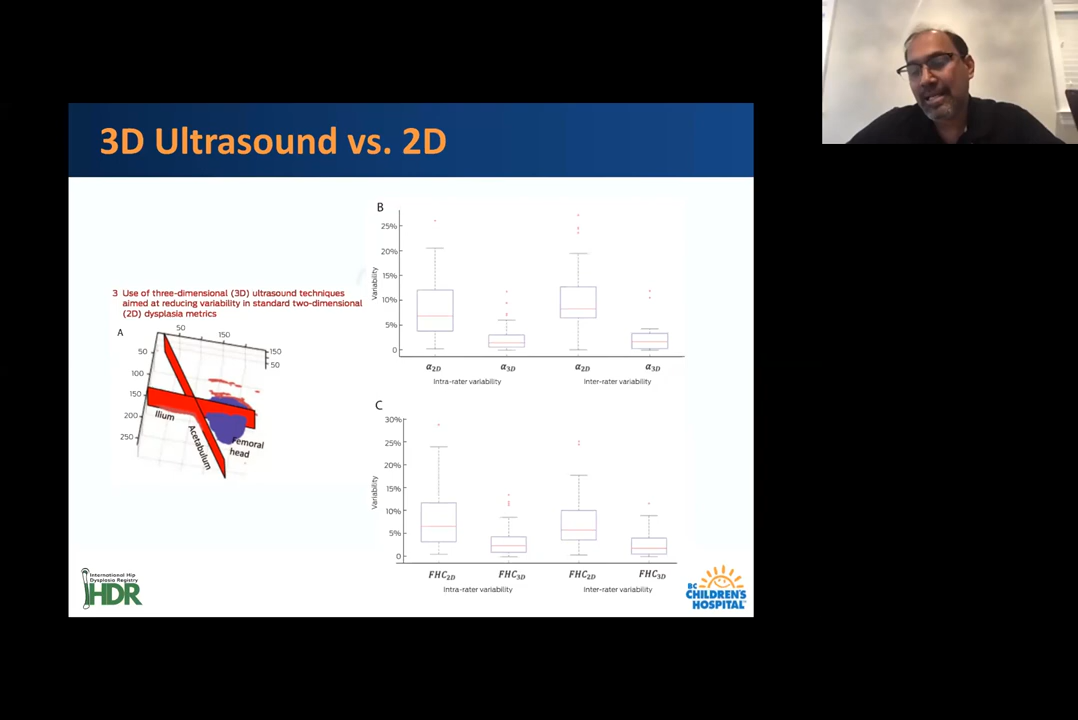 3D Ultrasound vs. 2D
3 Use of three-dimensional (3D) ultrasound techniques
aimed at reducing variability in standard two-dimensional
(2D) dysplasia metrics
A
50
150
150
50
50
100
150
200
250
Ilium
Acetabulum
Femoral
head
B
Variability
25%
20%
15%
10%
5%
0
α2D
α3D
α2D
α3D
Intra-rater variability
Inter-rater variability
C
Variability
30%
25%
20%
15%
10%
5%
0
FHC2D
FHC3D
FHC2D
FHC3D
Intra-rater variability
Inter-rater variability
International Hip
Dysplasia Registry
IHDR
BC
CHILDREN'S
HOSPITAL